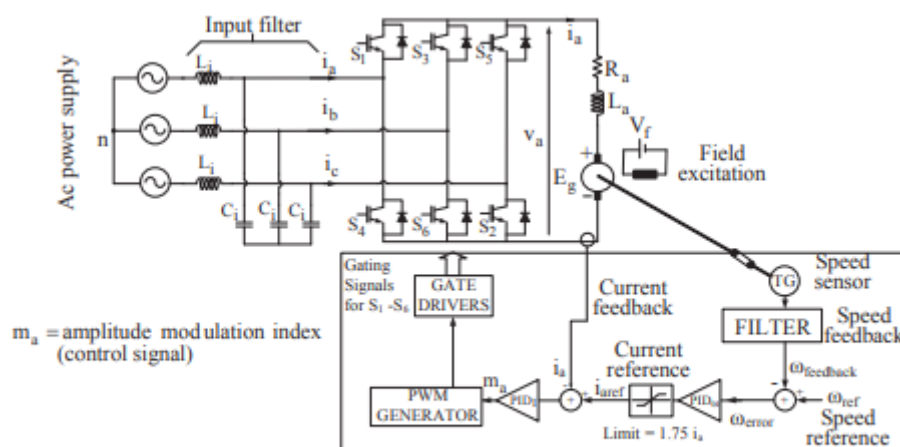 Input filter
Ac power supply
n
L_i
L_i
L_i
i_a
i_b
i_c
C_i
C_i
C_i
S_1
S_3
S_5
S_4
S_6
S_2
i_a
R_a
L_a
v_a
V_f
+
E_g
-
Field
excitation
Gating
Signals
for S_1 -S_6
GATE
DRIVERS
Current
feedback
TG
Speed
sensor
FILTER
Speed
feedback
m_a = amplitude modulation index
(control signal)
PWM
GENERATOR
m_a
PID_I
i_a
-
+
+
i_aref
Current
reference
Limit = 1.75 i_a
PID_ω
ω_error
ω_feedback
-
+
+
ω_ref
Speed
reference